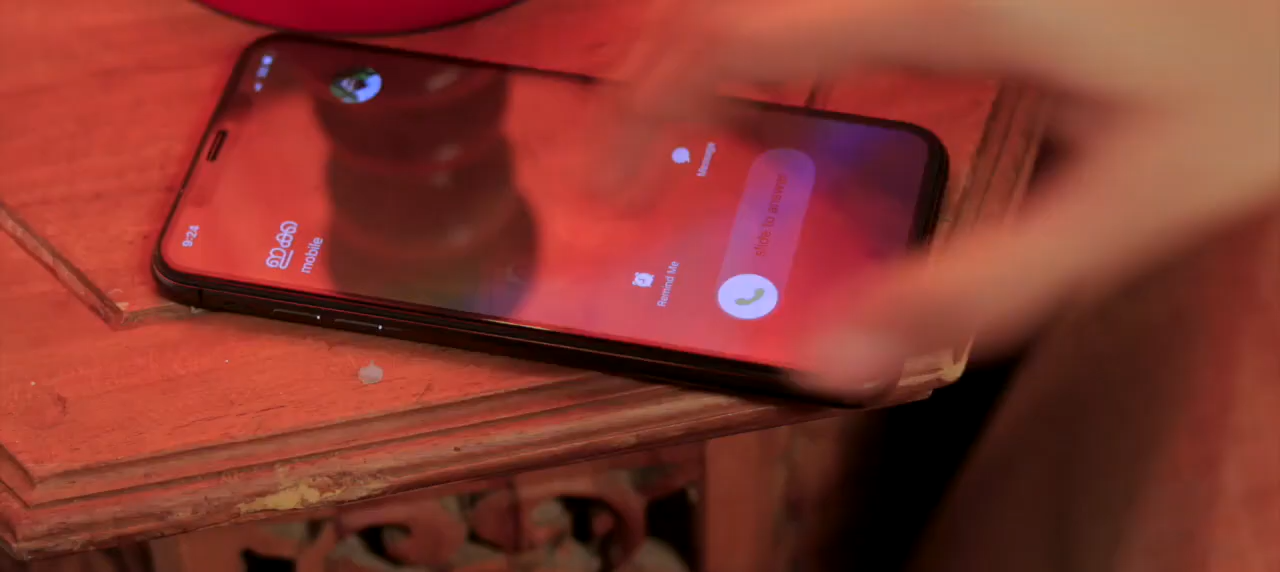 9:24
ഇക്ക
mobile
Remind Me
Message
slide to answer